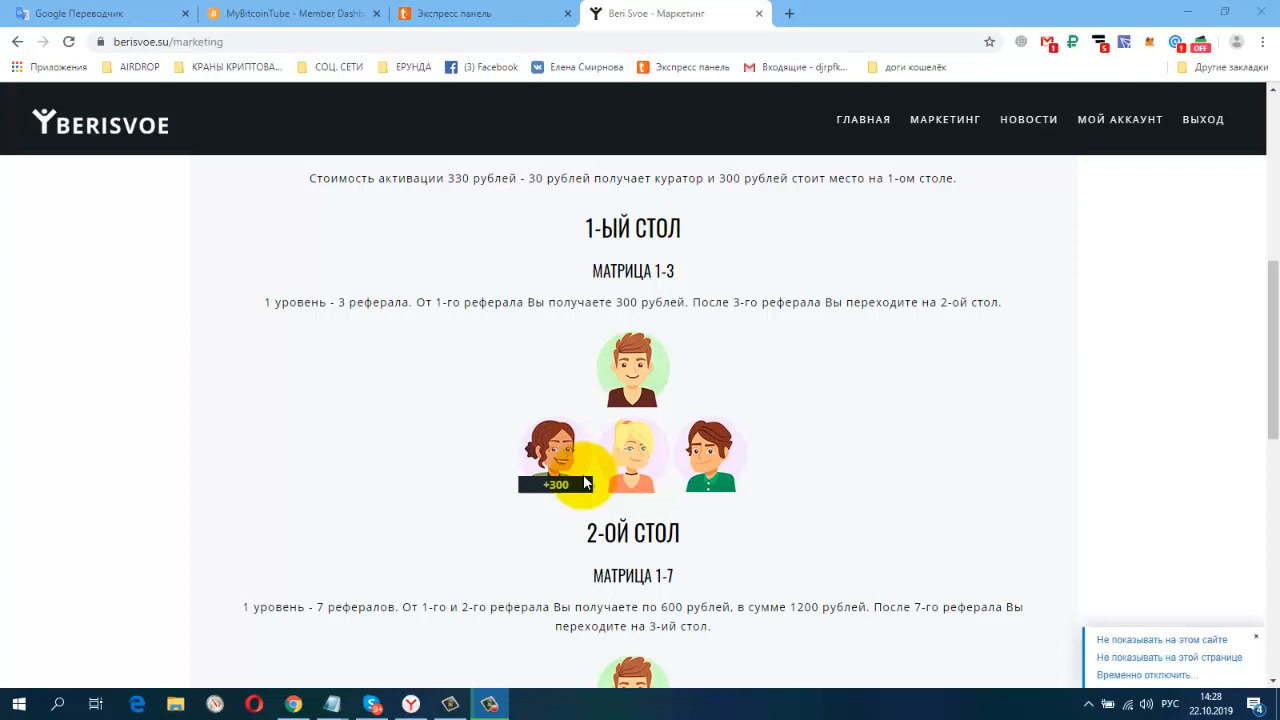 Google Переводчик
MyBitcoinTube - Member Dashb
Экспресс панель
Beri Svoe - Маркетинг
berisvoe.su/marketing
1
5
1
OFF
Приложения
AIRDROP
КРАНЫ КРИПТОВА...
СОЦ. СЕТИ
ЕРУНДА
(3) Facebook
Елена Смирнова
Экспресс панель
Входящие - djrpfk...
доги кошелёк
Другие закладки
BERISVOE
ГЛАВНАЯ
МАРКЕТИНГ
НОВОСТИ
МОЙ АККАУНТ
ВЫХОД
Стоимость активации 330 рублей - 30 рублей получает куратор и 300 рублей стоит место на 1-ом столе.
1-ЫЙ СТОЛ
МАТРИЦА 1-3
1 уровень - 3 реферала. От 1-го реферала Вы получаете 300 рублей. После 3-го реферала Вы переходите на 2-ой стол.
+300
2-ОЙ СТОЛ
МАТРИЦА 1-7
1 уровень - 7 рефералов. От 1-го и 2-го реферала Вы получаете по 600 рублей, в сумме 1200 рублей. После 7-го реферала Вы
переходите на 3-ий стол.
Не показывать на этом сайте
Не показывать на этой странице
Временно отключить...
РУС
14:28
22.10.2019
4